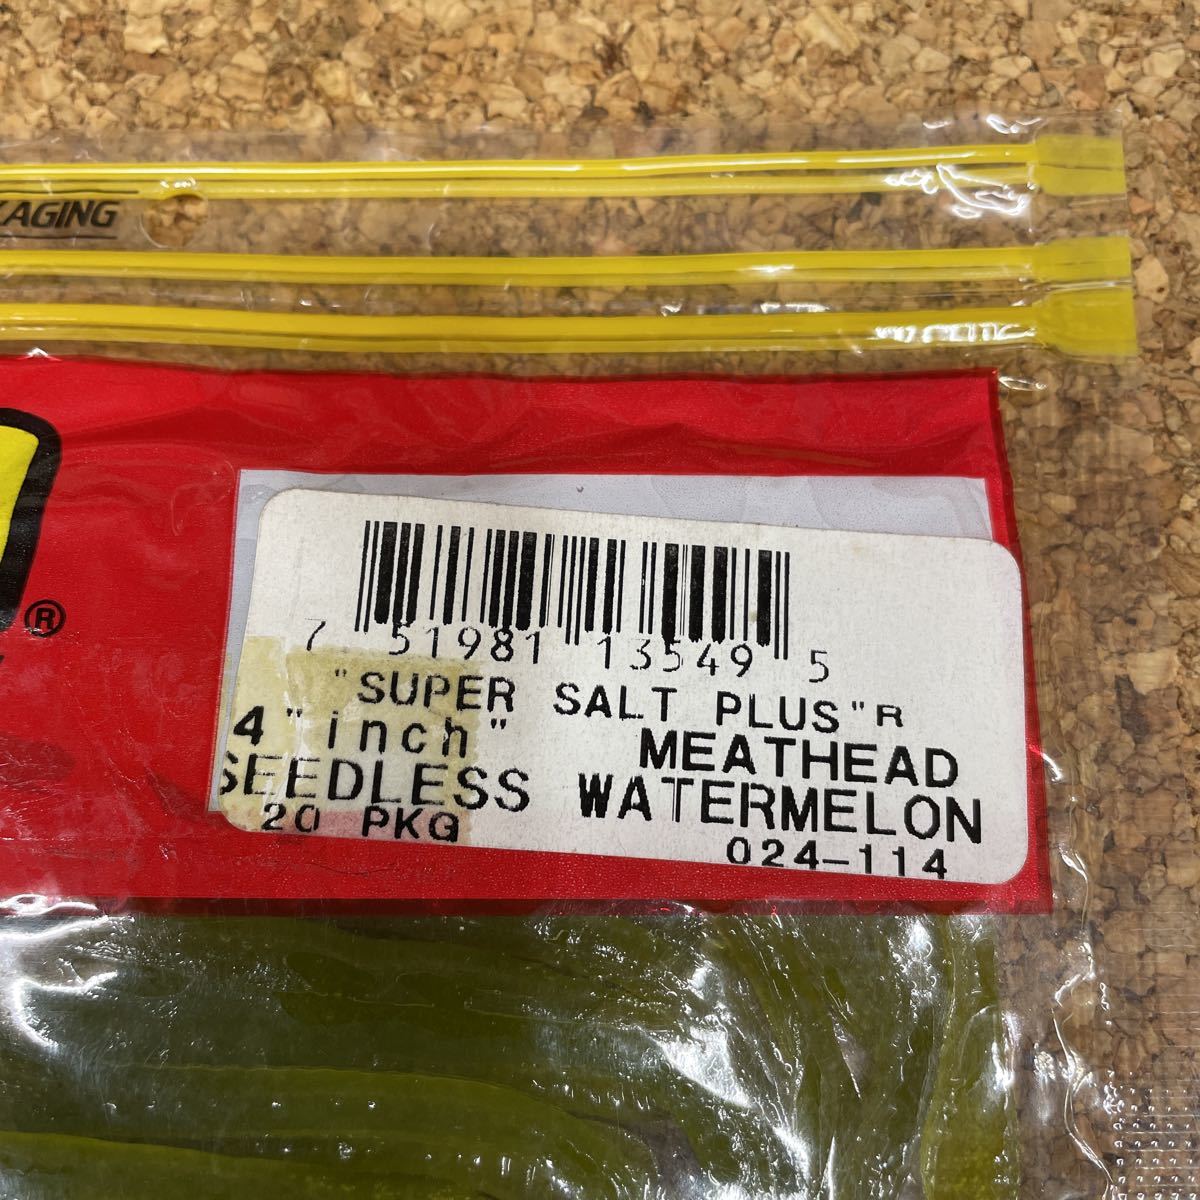 KAGING
®
7 51981 13549 5
"SUPER SALT PLUS"R
4"inch" MEATHEAD
SEEDLESS WATERMELON
20 PKG
024-114